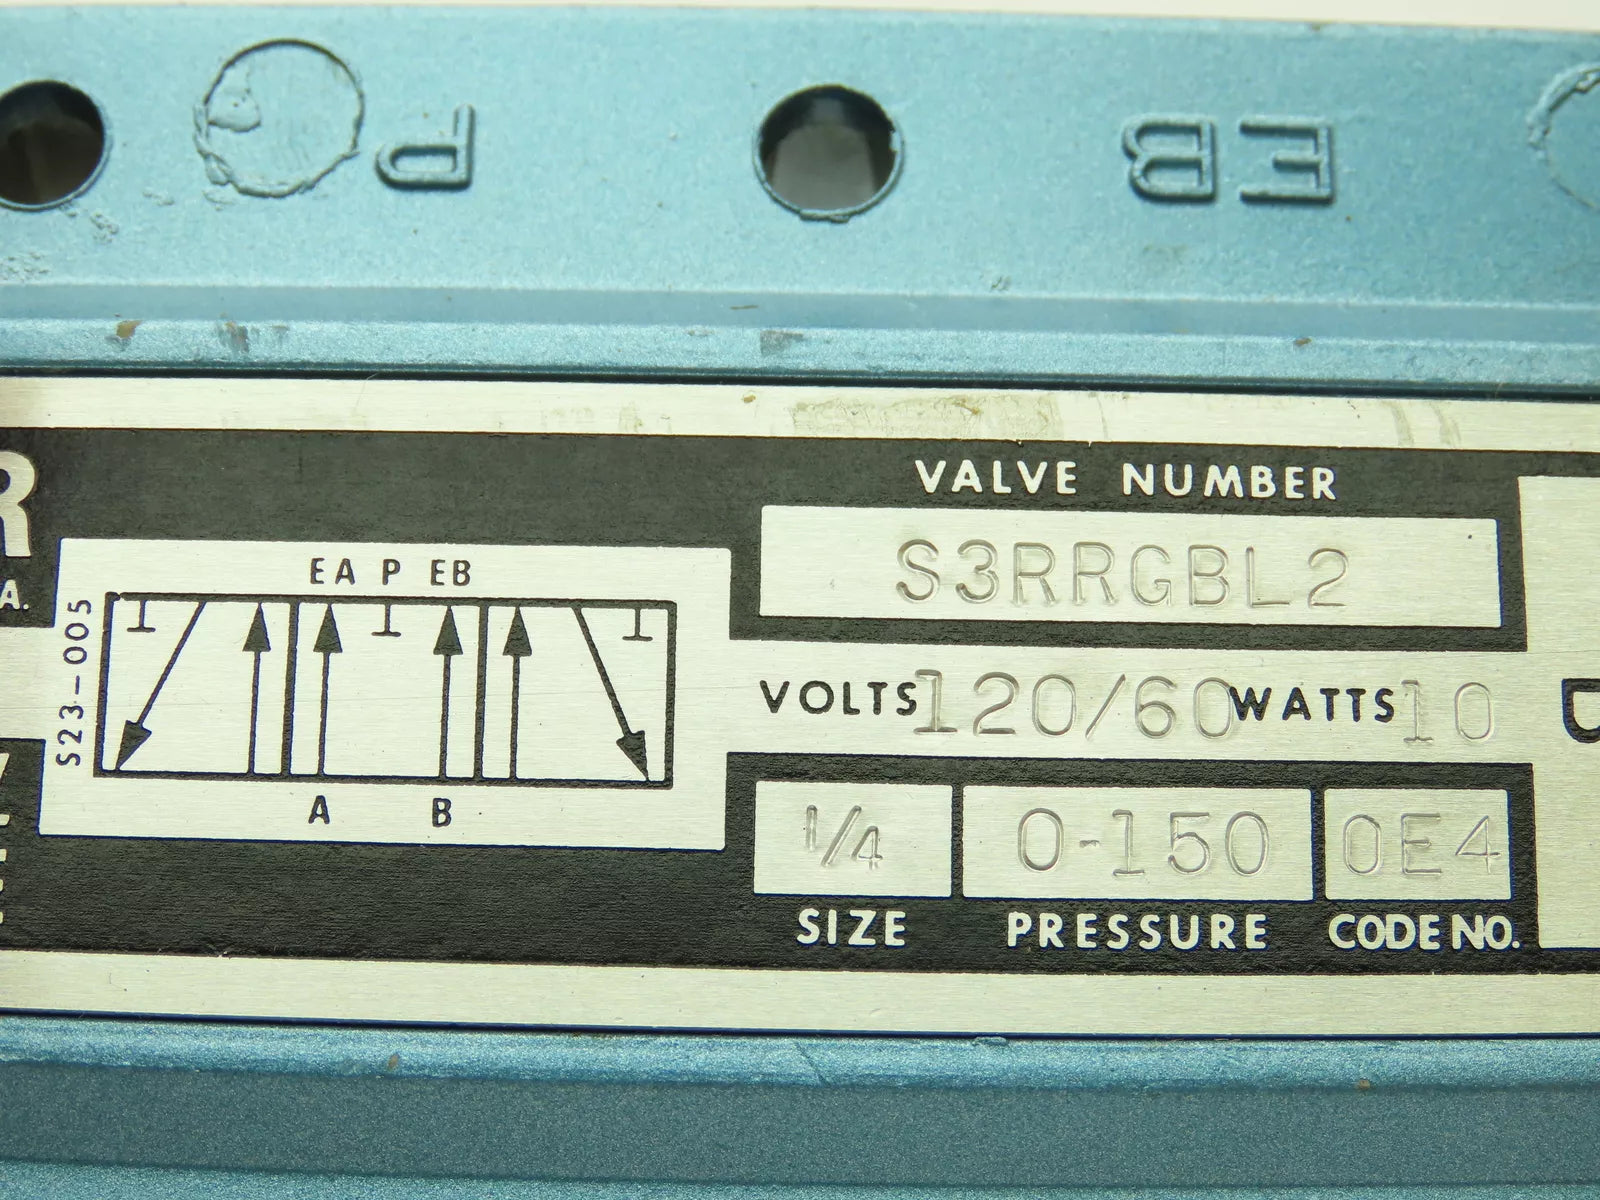 P
EB
R
A.
EA P EB
S23-005
A B
VALVE NUMBER
S3RRGBL2
VOLTS 120/60 WATTS 10
1/4 0-150 0E4
SIZE PRESSURE CODE NO.